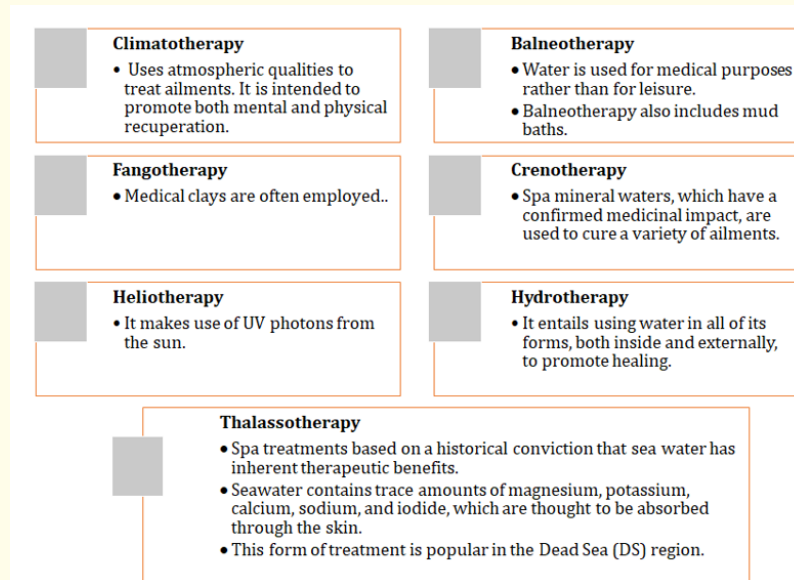 Climatotherapy
• Uses atmospheric qualities to
treat ailments. It is intended to
promote both mental and physical
recuperation.
Balneotherapy
• Water is used for medical purposes
rather than for leisure.
• Balneotherapy also includes mud
baths.
Fangotherapy
• Medical clays are often employed..
Crenotherapy
• Spa mineral waters, which have a
confirmed medicinal impact, are
used to cure a variety of ailments.
Heliotherapy
• It makes use of UV photons from
the sun.
Hydrotherapy
• It entails using water in all of its
forms, both inside and externally,
to promote healing.
Thalassotherapy
• Spa treatments based on a historical conviction that sea water has
inherent therapeutic benefits.
• Seawater contains trace amounts of magnesium, potassium,
calcium, sodium, and iodide, which are thought to be absorbed
through the skin.
• This form of treatment is popular in the Dead Sea (DS) region.